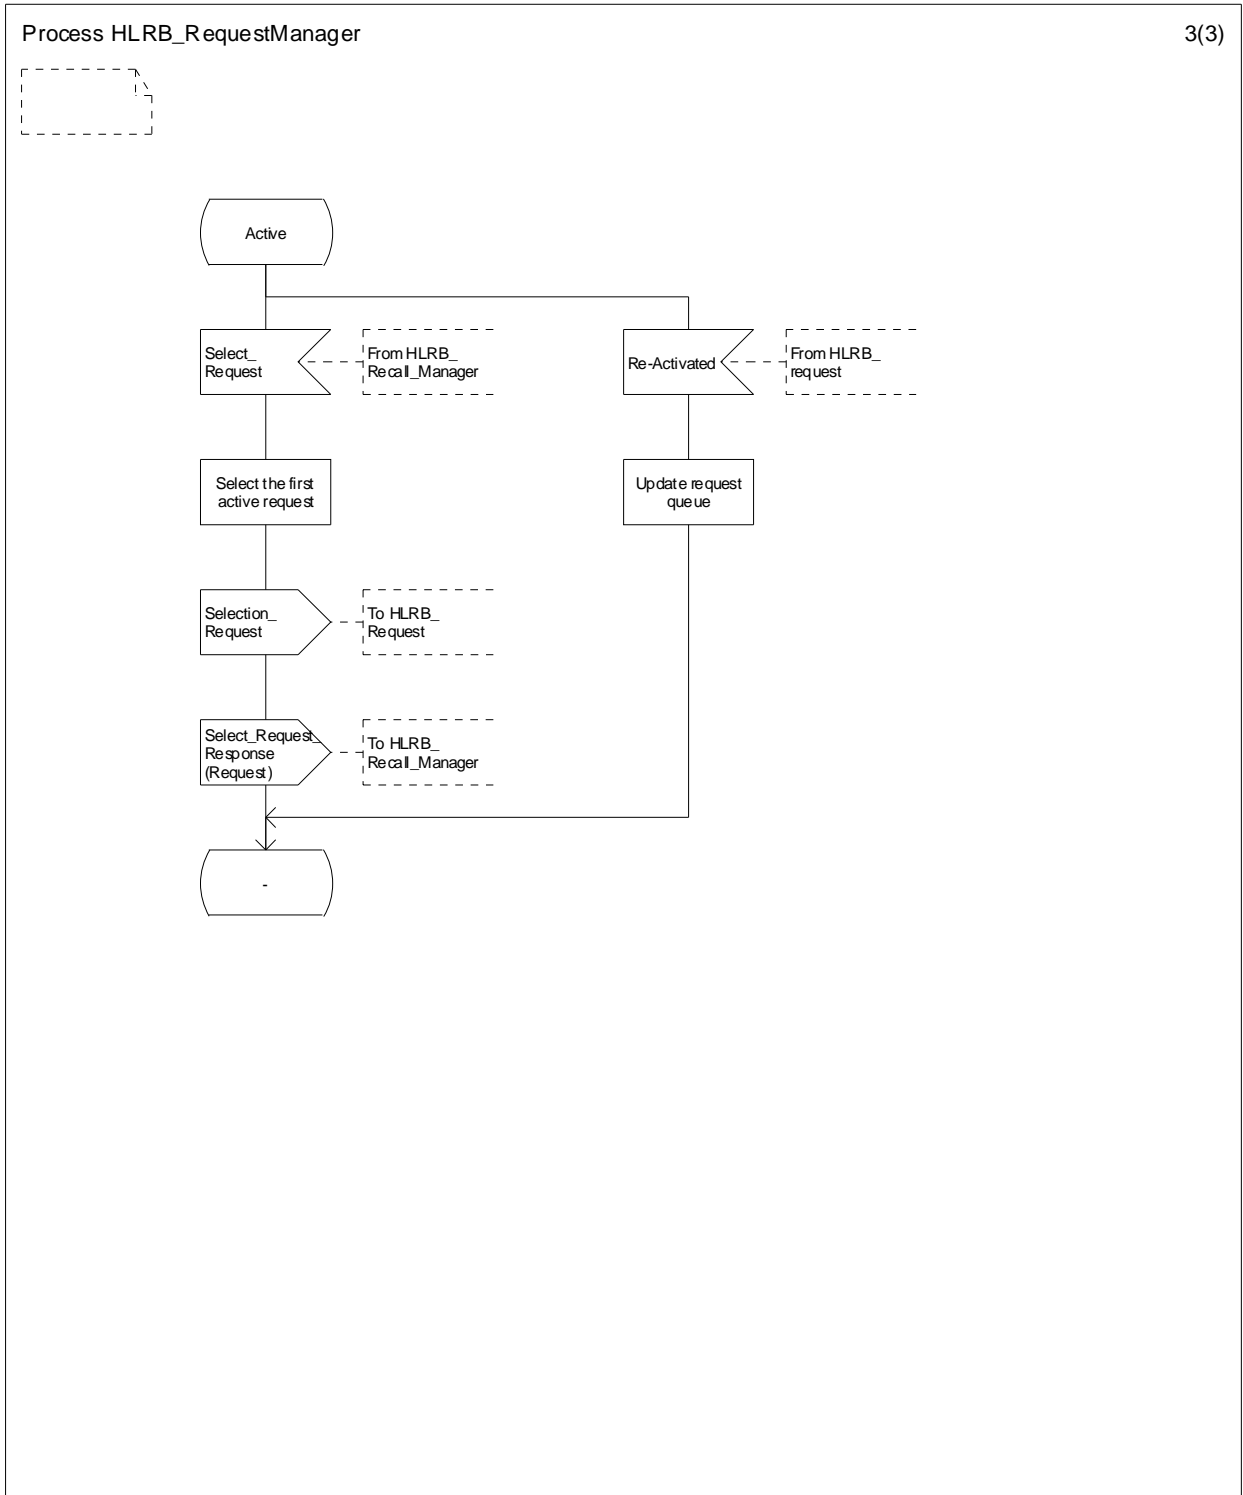 Process HLRB_RequestManager
3(3)
Active
Select_
Request
From HLRB_
Recall_Manager
Re-Activated
From HLRB_
request
Select the first
active request
Update request
queue
Selection_
Request
To HLRB_
Request
Select_Request_
Response
(Request)
To HLRB_
Recall_Manager
-